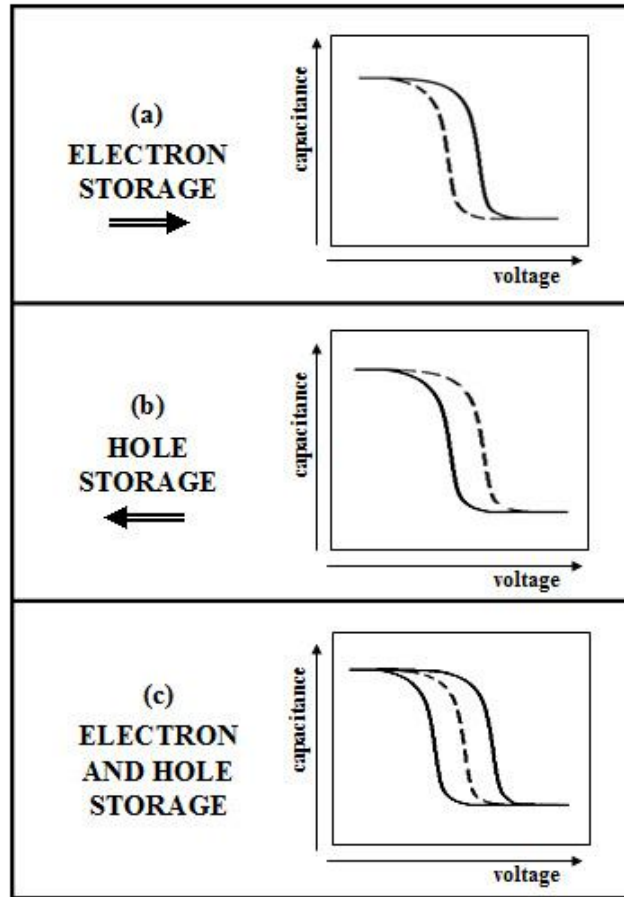 (a)
ELECTRON
STORAGE
capacitance
voltage
(b)
HOLE
STORAGE
capacitance
voltage
(c)
ELECTRON
AND HOLE
STORAGE
capacitance
voltage